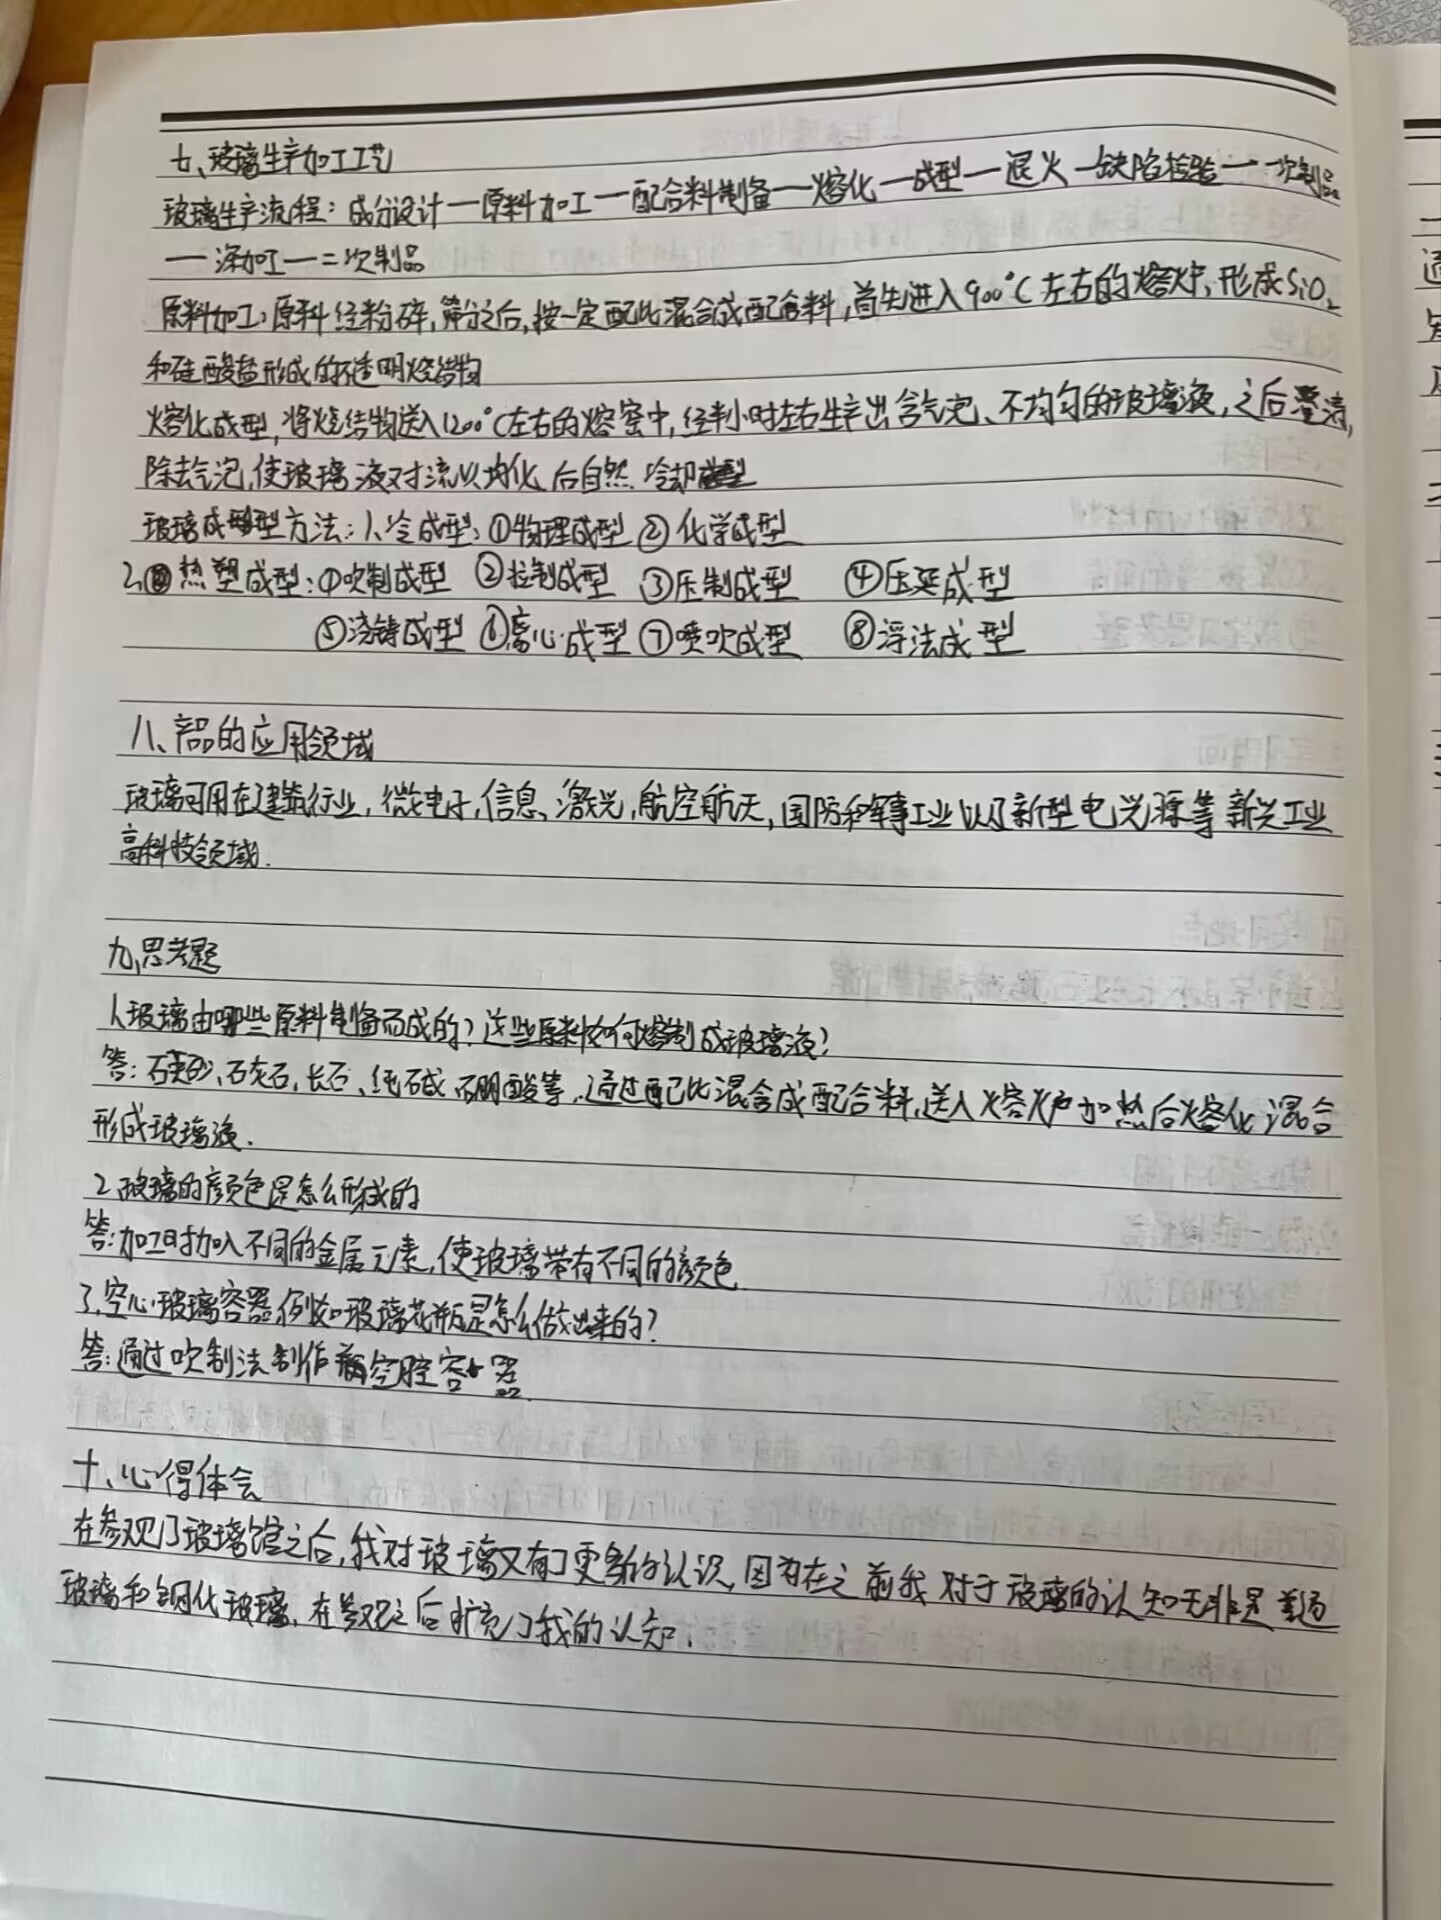 七、玻璃生产加工工艺
玻璃生产流程：成分设计一原料加工一配合料制备一熔化一成型一退火一缺陷检验一一次制品
一深加工一二次制品
原料加工：原料经粉碎，筛分之后，按一定配比混合成配合料，首先进入900°C左右的熔炉，形成SiO₂
和硅酸盐形成的不透明烧结物
熔化成型，将烧结物送入1200°C左右的熔窑中，经半小时左右生产出含气泡、不均匀的玻璃液，之后澄清，
除去气泡，使玻璃液对流以均化，后自然冷却成型
玻璃成型方法：1、冷成型：①物理成型 ②化学成型
2、热塑成型：①吹制成型 ②拉制成型 ③压制成型 ④压延成型
⑤浇铸成型 ⑥离心成型 ⑦喷吹成型 ⑧浮法成型
八、产品的应用领域
玻璃可用在建筑行业，微电子，信息、激光，航空航天，国防和军事工业以及新型电光源等新兴工业
高科技领域.
九、思考题
1、玻璃由哪些原料制备而成的？这些原料如何熔制成玻璃液？
答：石英砂、石灰石，长石、纯碱，硼酸等，通过配比混合成配合料，送入熔炉加热后熔化混合
形成玻璃液.
2、玻璃的颜色是怎么形成的
答：加工时加入不同的金属元素，使玻璃带有不同的颜色
3、空心玻璃容器，例如玻璃花瓶是怎么做出来的？
答：通过吹制法制作空腔容器
十、心得体会
在参观了玻璃馆之后，我对玻璃又有了更多的认识，因为在之前我对于玻璃的认知无非是普通
玻璃和钢化玻璃，在参观之后扩充了我的认知.